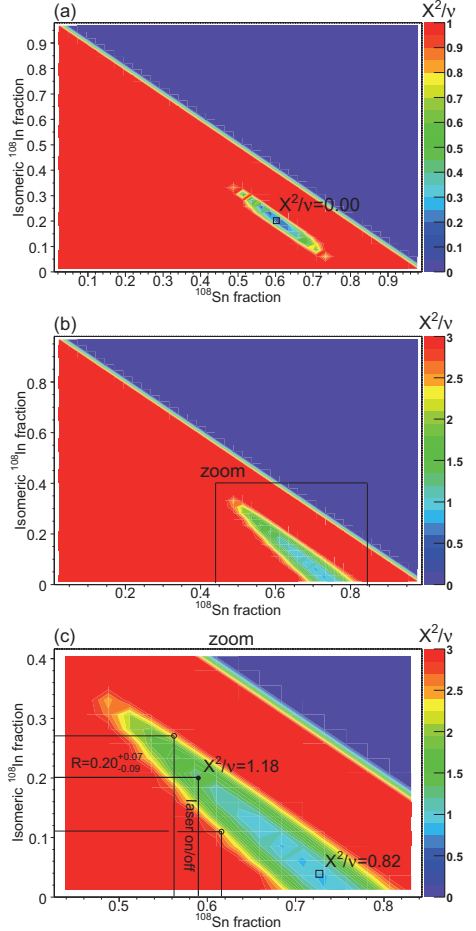 (a)
X²/ν
Isomeric ¹⁰⁸In fraction
0.9
0.8
0.7
0.6
0.5
0.4
0.3
0.2
0.1
0
X²/ν=0.00
0.1 0.2 0.3 0.4 0.5 0.6 0.7 0.8 0.9
¹⁰⁸Sn fraction
1
0.9
0.8
0.7
0.6
0.5
0.4
0.3
0.2
0.1
0
(b)
X²/ν
Isomeric ¹⁰⁸In fraction
0.8
0.6
0.4
0.2
0
zoom
0.2 0.4 0.6 0.8
¹⁰⁸Sn fraction
3
2.5
2
1.5
1
0.5
0
(c)
zoom
X²/ν
Isomeric ¹⁰⁸In fraction
0.4
0.3
0.2
0.1
0
R=0.20+0.07
-0.09
X²/ν=1.18
laser on/off
X²/ν=0.82
0.5 0.6 0.7 0.8
¹⁰⁸Sn fraction
3
2.5
2
1.5
1
0.5
0